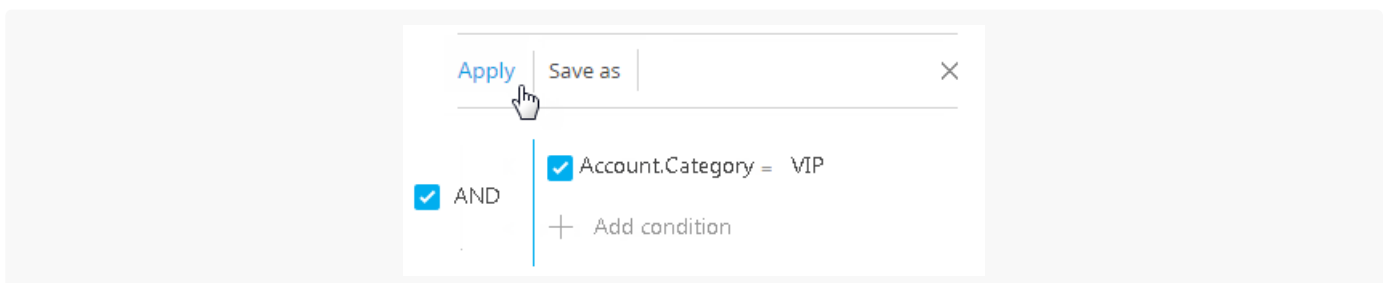 Apply Save as
Account.Category = VIP
AND
Add condition